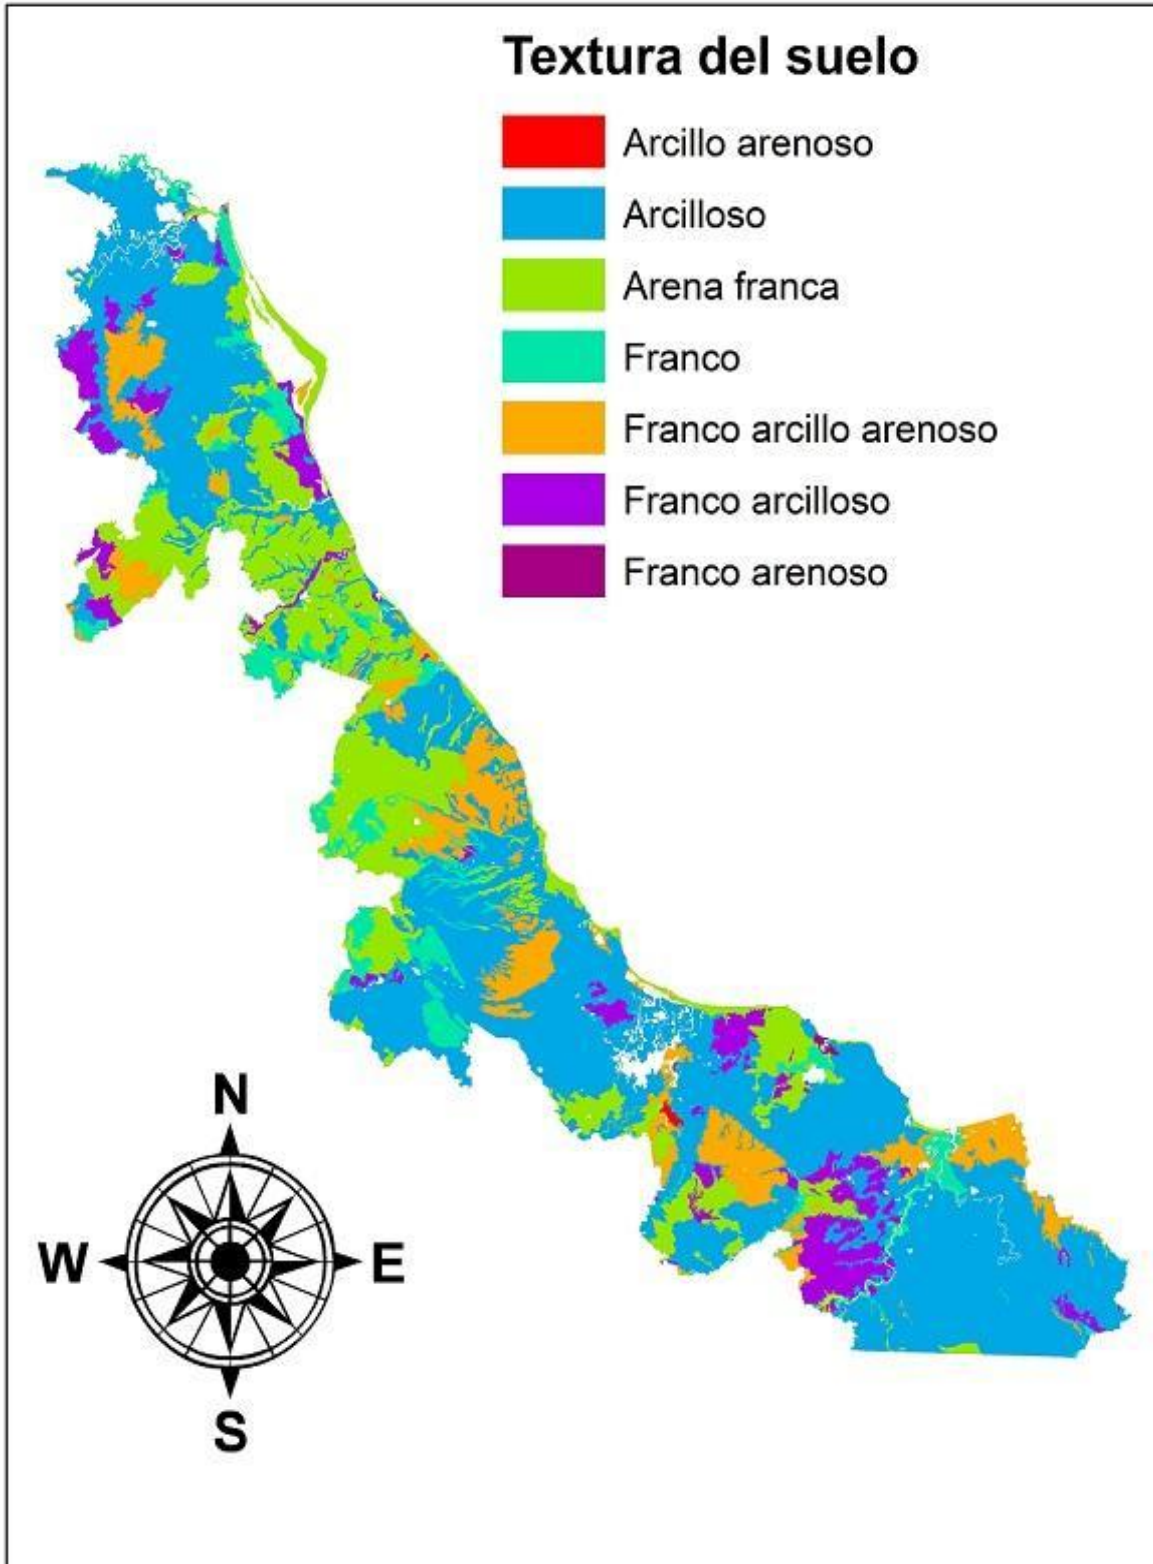 Textura del suelo
Arcillo arenoso
Arcilloso
Arena franca
Franco
Franco arcillo arenoso
Franco arcilloso
Franco arenoso
N
W E
S